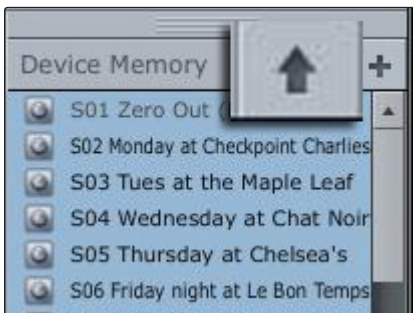 Device Memory
S01 Zero Out (
S02 Monday at Checkpoint Charlies
S03 Tues at the Maple Leaf
S04 Wednesday at Chat Noir
S05 Thursday at Chelsea's
S06 Friday night at Le Bon Temps